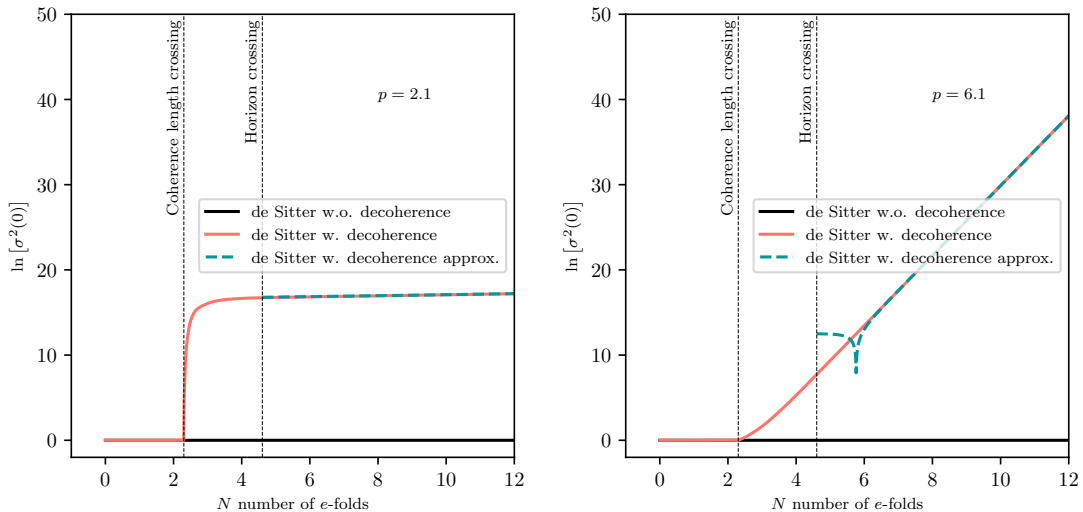 50
40
30
20
10
0
ln [σ²(0)]
Coherence length crossing
Horizon crossing
p = 2.1
de Sitter w.o. decoherence
de Sitter w. decoherence
de Sitter w. decoherence approx.
0 2 4 6 8 10 12
N number of e-folds
50
40
30
20
10
0
ln [σ²(0)]
Coherence length crossing
Horizon crossing
p = 6.1
de Sitter w.o. decoherence
de Sitter w. decoherence
de Sitter w. decoherence approx.
0 2 4 6 8 10 12
N number of e-folds